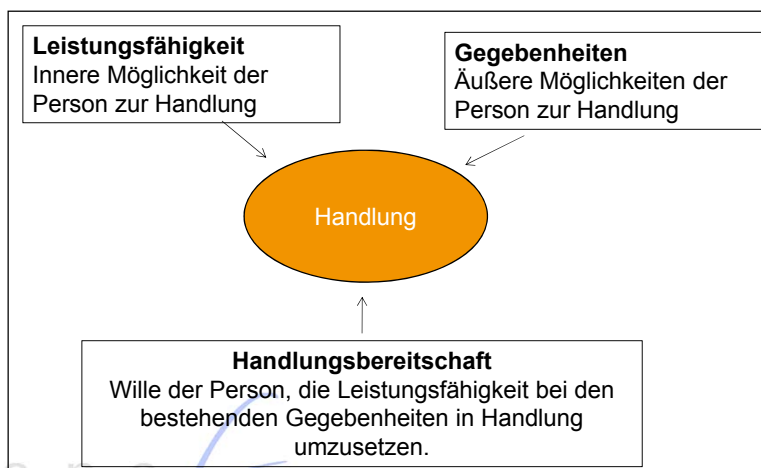 Leistungsfähigkeit
Innere Möglichkeit der
Person zur Handlung
Gegebenheiten
Äußere Möglichkeiten der
Person zur Handlung
Handlung
Handlungsbereitschaft
Wille der Person, die Leistungsfähigkeit bei den
bestehenden Gegebenheiten in Handlung
umzusetzen.